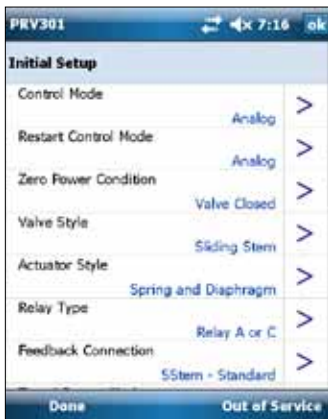 PRV301 7:16 ok
Initial Setup
Control Mode
Analog
Restart Control Mode
Analog
Zero Power Condition
Valve Closed
Valve Style
Sliding Stem
Actuator Style
Spring and Diaphragm
Relay Type
Relay A or C
Feedback Connection
SStem - Standard
Done Out of Service